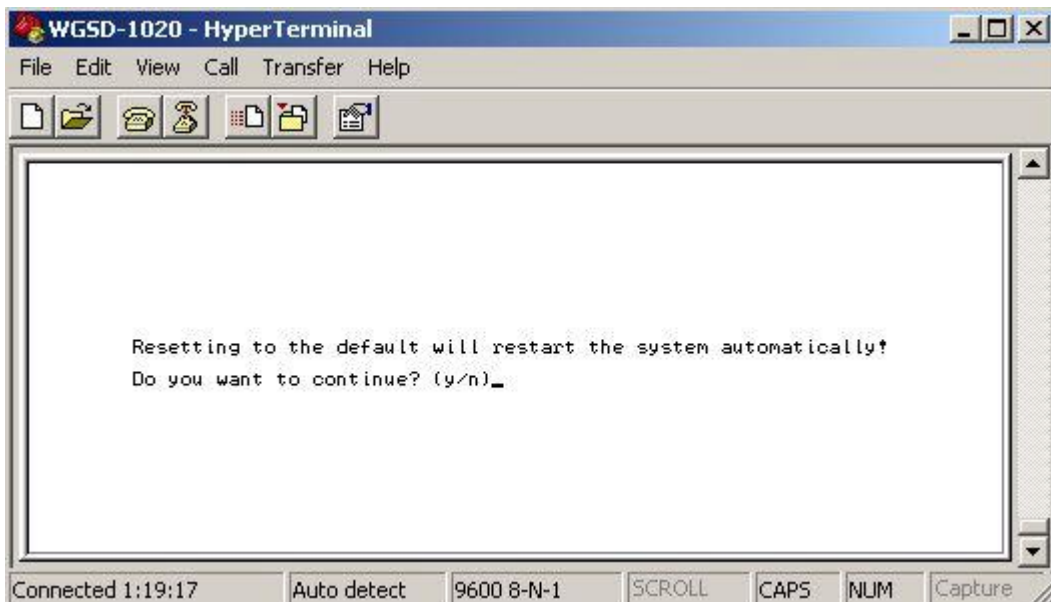 WGSD-1020 - HyperTerminal
File Edit View Call Transfer Help
Resetting to the default will restart the system automatically!
Do you want to continue? (y/n)_
Connected 1:19:17 Auto detect 9600 8-N-1 SCROLL CAPS NUM Capture